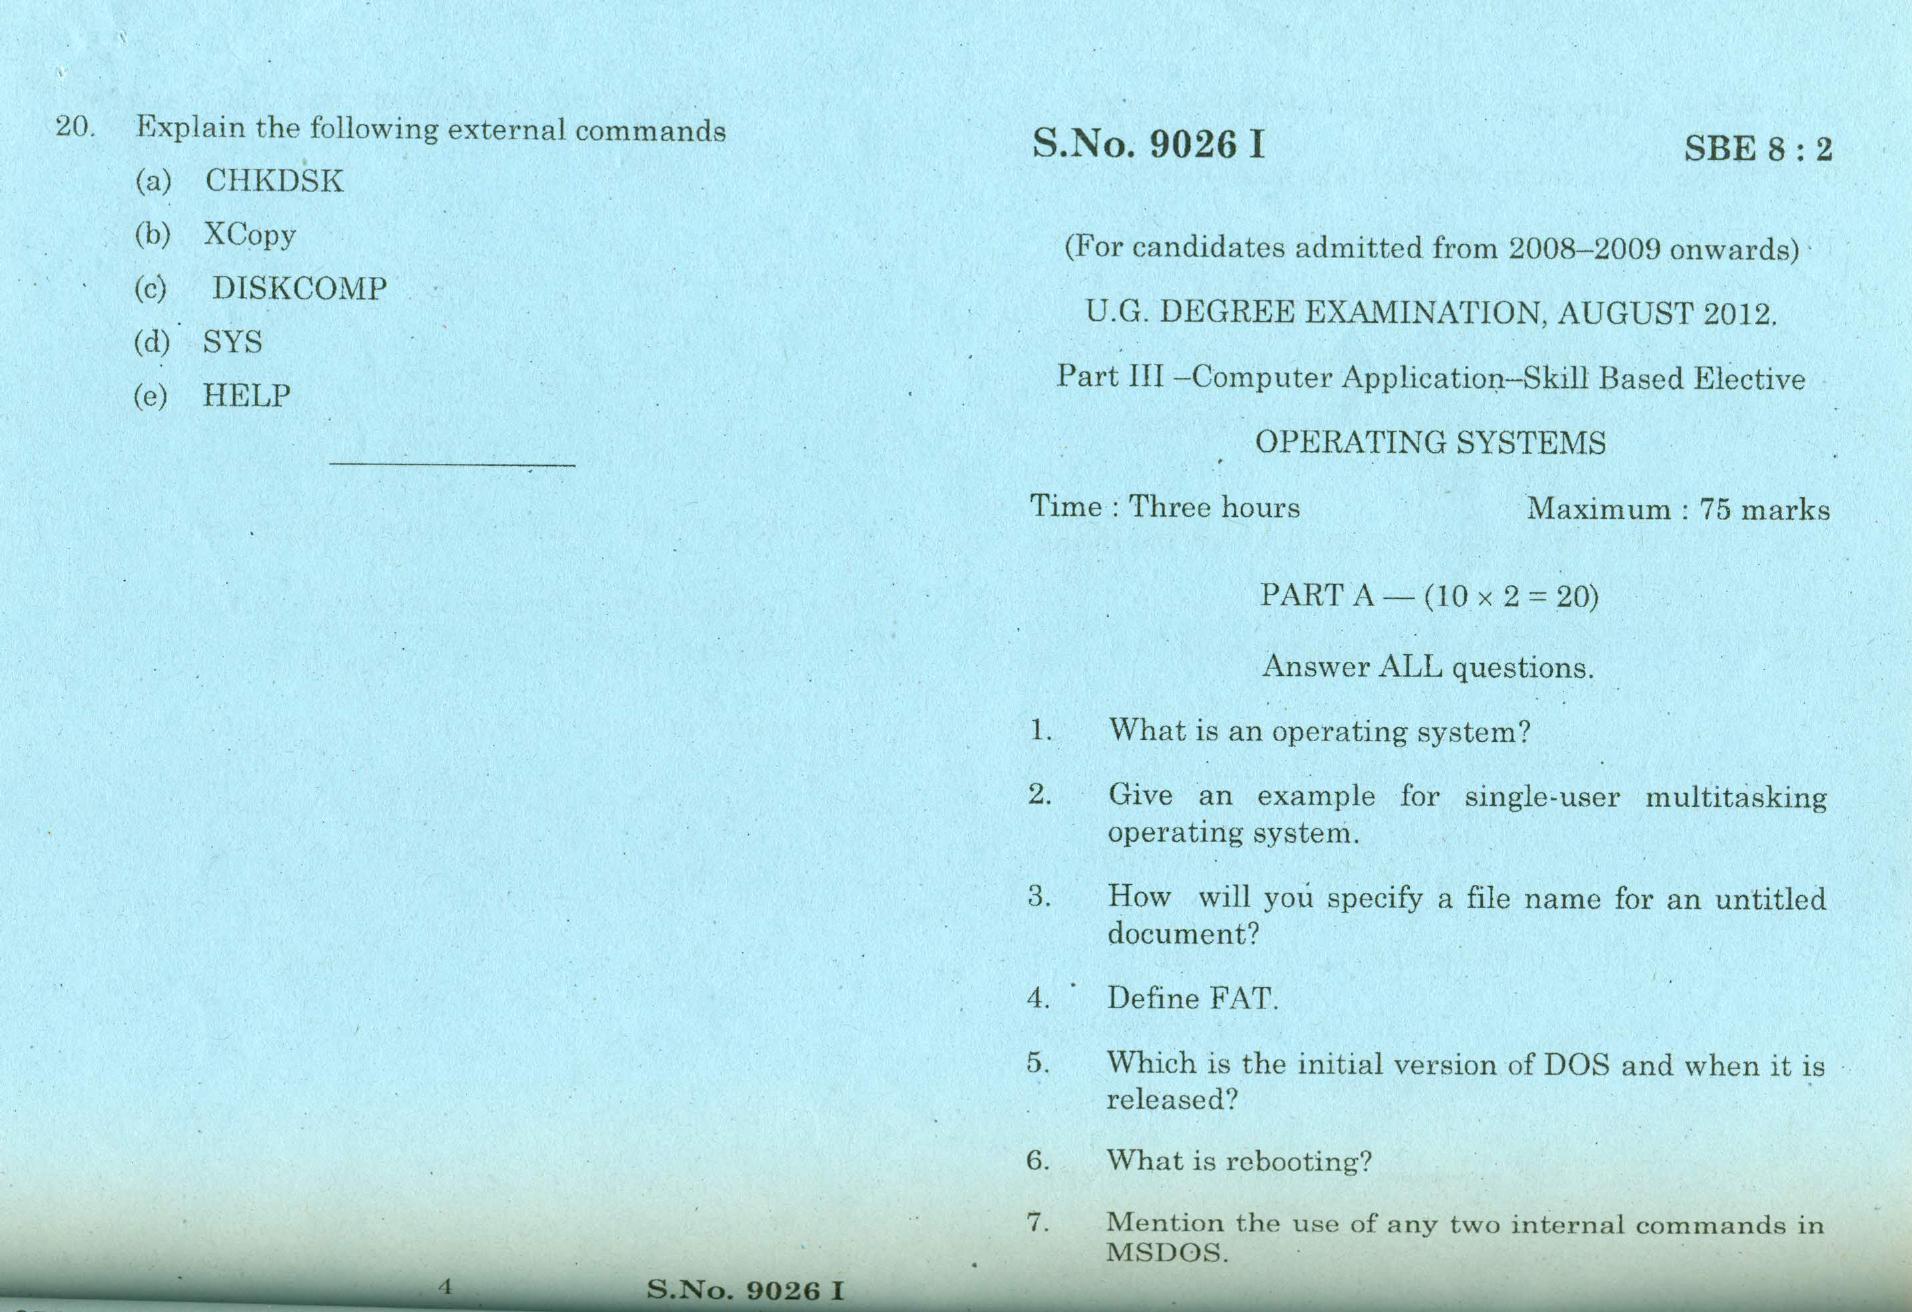 20. Explain the following external commands
(a) CHKDSK
(b) XCopy
(c) DISKCOMP
(d) SYS
(e) HELP
4 S.No. 9026 I
S.No. 9026 I SBE 8 : 2
(For candidates admitted from 2008–2009 onwards)
U.G. DEGREE EXAMINATION, AUGUST 2012.
Part III –Computer Application–Skill Based Elective
OPERATING SYSTEMS
Time : Three hours Maximum : 75 marks
PART A — (10 × 2 = 20)
Answer ALL questions.
1. What is an operating system?
2. Give an example for single-user multitasking
operating system.
3. How will you specify a file name for an untitled
document?
4. Define FAT.
5. Which is the initial version of DOS and when it is
released?
6. What is rebooting?
7. Mention the use of any two internal commands in
MSDOS.